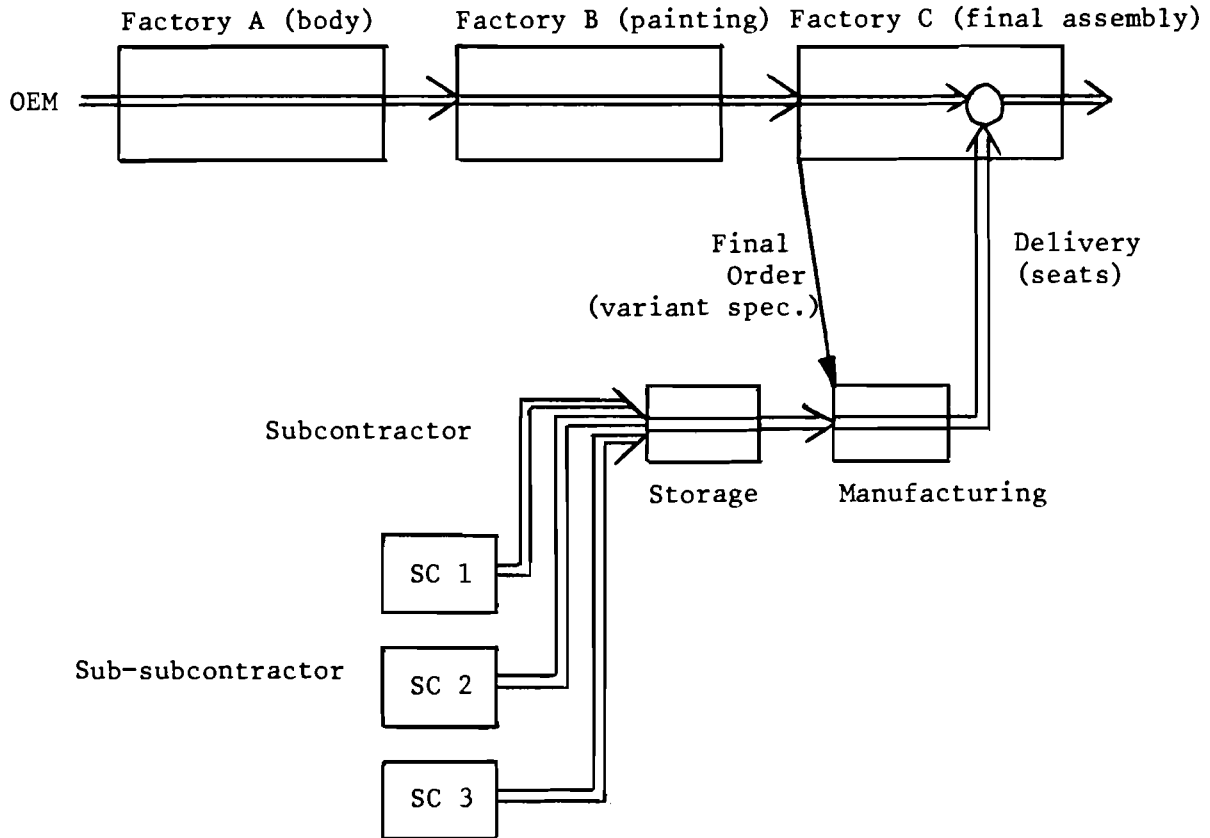 Factory A (body)
Factory B (painting)
Factory C (final assembly)
OEM
Final
Order
(variant spec.)
Delivery
(seats)
Subcontractor
Storage
Manufacturing
SC 1
Sub-subcontractor
SC 2
SC 3